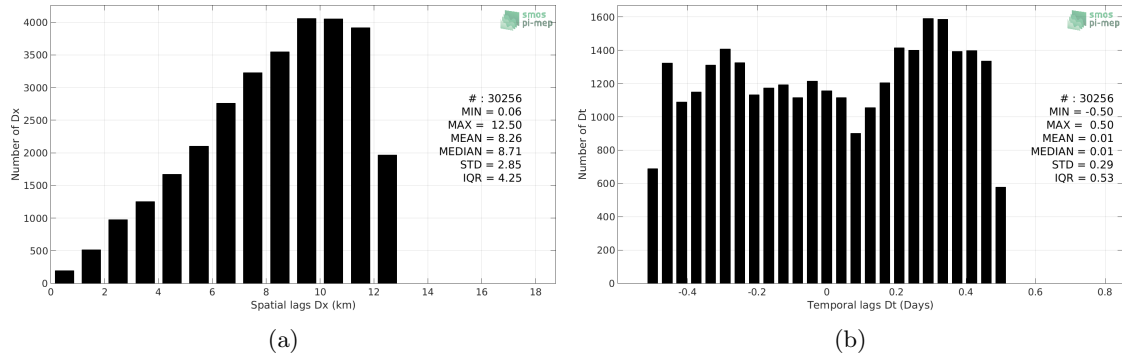 smos
pi-mep
4000
3500
3000
2500
2000
1500
1000
500
0
Number of Dx
# : 30256
MIN = 0.06
MAX = 12.50
MEAN = 8.26
MEDIAN = 8.71
STD = 2.85
IQR = 4.25
0 2 4 6 8 10 12 14 16 18
Spatial lags Dx (km)
(a)
smos
pi-mep
1600
1400
1200
1000
800
600
400
200
0
Number of Dt
# : 30256
MIN = -0.50
MAX = 0.50
MEAN = 0.01
MEDIAN = 0.01
STD = 0.29
IQR = 0.53
-0.4 -0.2 0 0.2 0.4 0.6 0.8
Temporal lags Dt (Days)
(b)